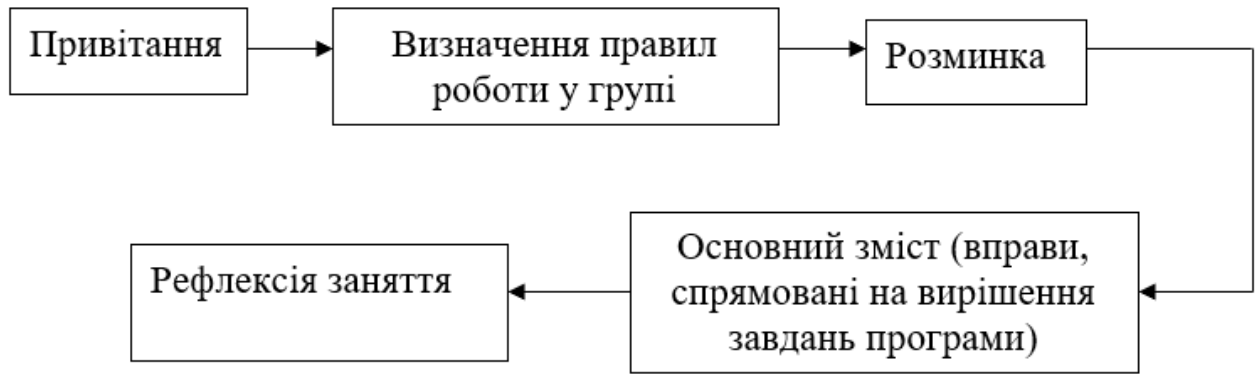 Привітання
Визначення правил
роботи у групі
Розминка
Основний зміст (вправи,
спрямовані на вирішення
завдань програми)
Рефлексія заняття